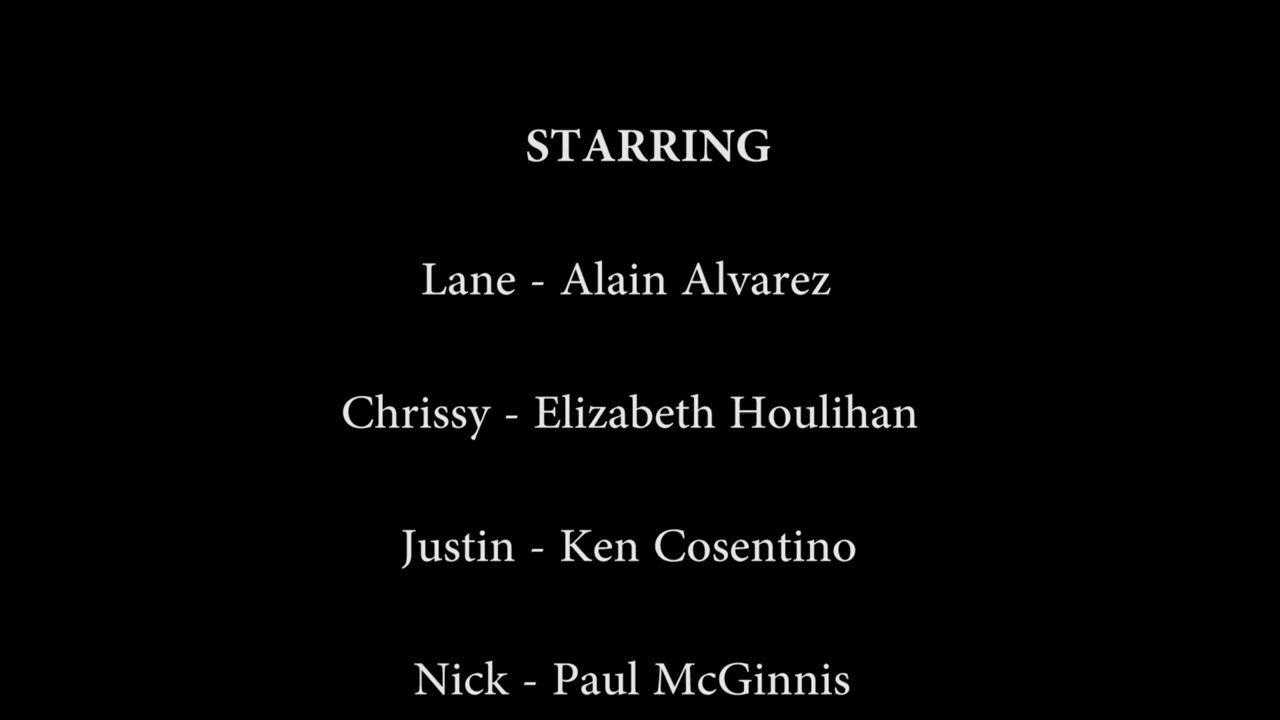 STARRING
Lane - Alain Alvarez
Chrissy - Elizabeth Houlihan
Justin - Ken Cosentino
Nick - Paul McGinnis